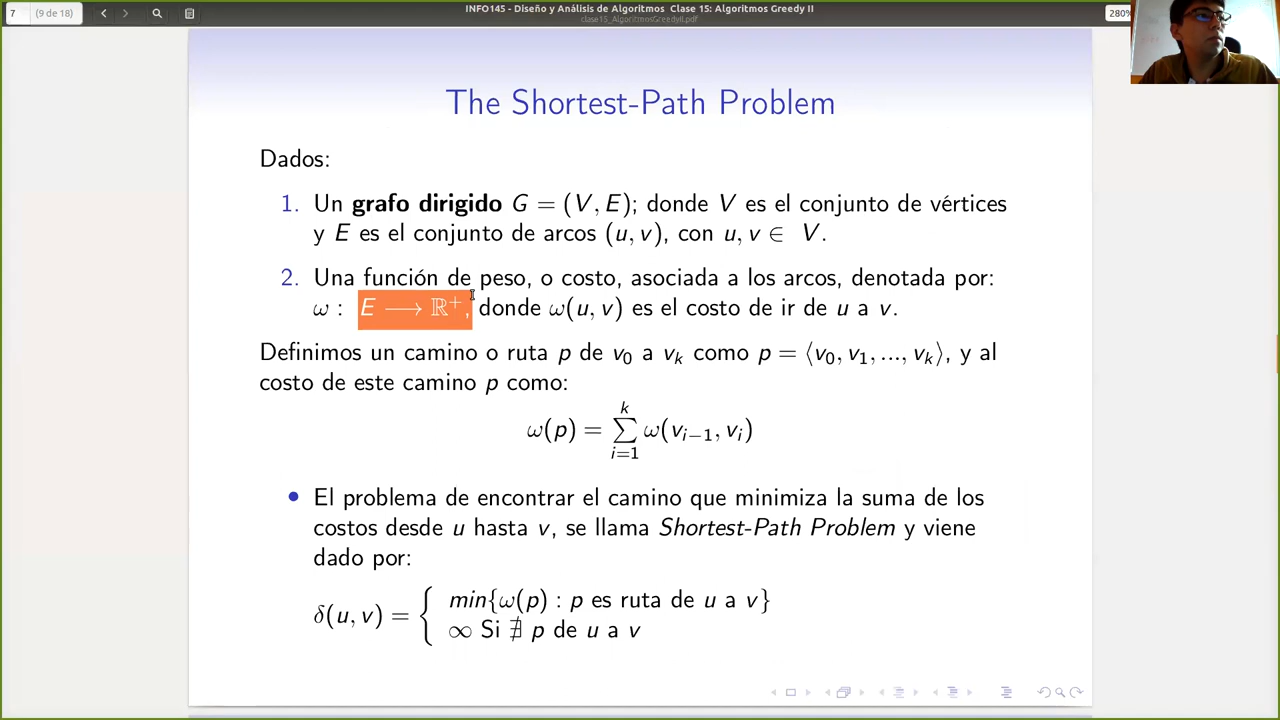 7 (9 de 18)
INFO145 - Diseño y Análisis de Algoritmos Clase 15: Algoritmos Greedy II
clase15_AlgoritmosGreedyII.pdf
280%
The Shortest-Path Problem
Dados:
1. Un grafo dirigido G = (V, E); donde V es el conjunto de vértices
y E es el conjunto de arcos (u, v), con u, v ∈ V.
2. Una función de peso, o costo, asociada a los arcos, denotada por:
ω : E ⟶ ℝ⁺, donde ω(u, v) es el costo de ir de u a v.
Definimos un camino o ruta p de v₀ a vₖ como p = ⟨v₀, v₁, ..., vₖ⟩, y al
costo de este camino p como:
ω(p) = ∑_{i=1}^{k} ω(v_{i−1}, v_i)
• El problema de encontrar el camino que minimiza la suma de los
costos desde u hasta v, se llama Shortest-Path Problem y viene
dado por:
δ(u, v) = { min{ω(p) : p es ruta de u a v}
∞ Si ∄ p de u a v